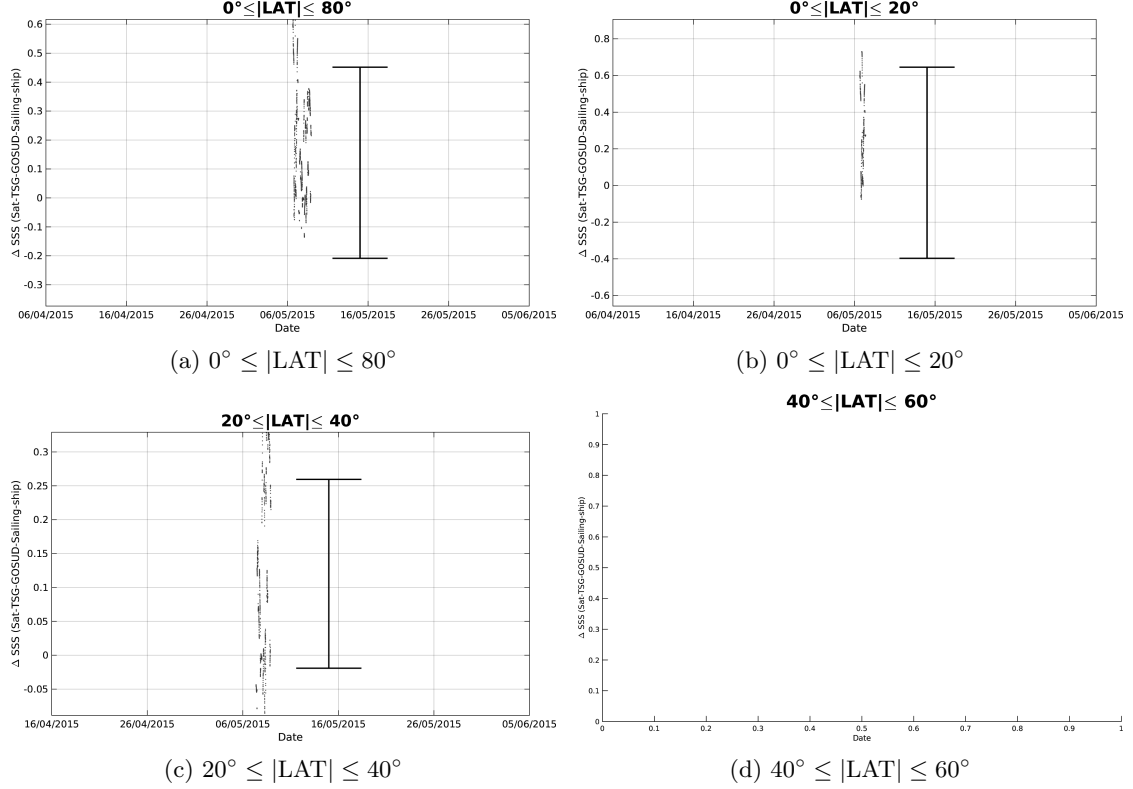 0°≤|LAT|≤ 80°
0.6
0.5
0.4
0.3
0.2
0.1
0
-0.1
-0.2
-0.3
Δ SSS (Sat-TSG-GOSUD-Sailing-ship)
06/04/2015 16/04/2015 26/04/2015 06/05/2015 16/05/2015 26/05/2015 05/06/2015
Date
(a) 0° ≤ |LAT| ≤ 80°
0°≤|LAT|≤ 20°
0.8
0.6
0.4
0.2
0
-0.2
-0.4
-0.6
Δ SSS (Sat-TSG-GOSUD-Sailing-ship)
06/04/2015 16/04/2015 26/04/2015 06/05/2015 16/05/2015 26/05/2015 05/06/2015
Date
(b) 0° ≤ |LAT| ≤ 20°
20°≤|LAT|≤ 40°
0.3
0.25
0.2
0.15
0.1
0.05
0
-0.05
Δ SSS (Sat-TSG-GOSUD-Sailing-ship)
16/04/2015 26/04/2015 06/05/2015 16/05/2015 26/05/2015 05/06/2015
Date
(c) 20° ≤ |LAT| ≤ 40°
40°≤|LAT|≤ 60°
1
0.9
0.8
0.7
0.6
0.5
0.4
0.3
0.2
0.1
0
Δ SSS (Sat-TSG-GOSUD-Sailing-ship)
0 0.1 0.2 0.3 0.4 0.5 0.6 0.7 0.8 0.9 1
Date
(d) 40° ≤ |LAT| ≤ 60°